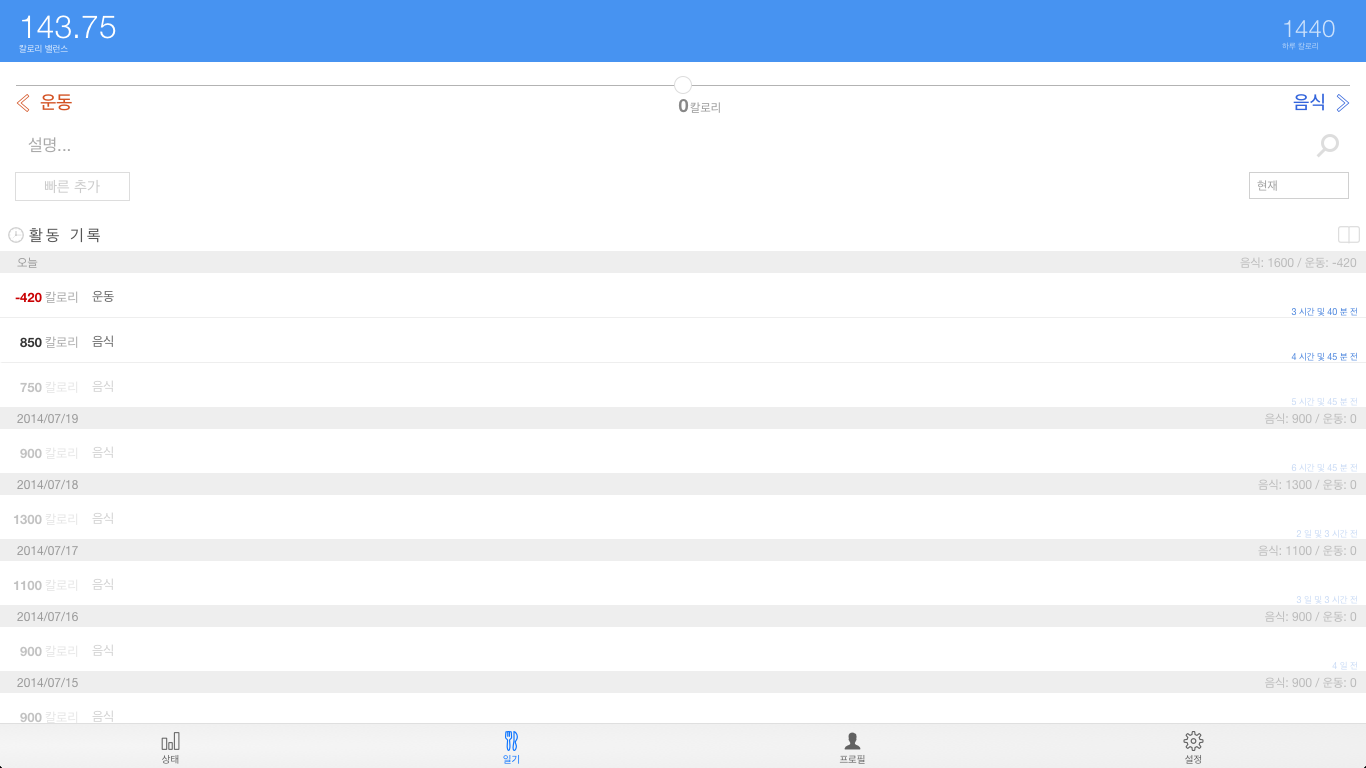 143.75
칼로리 밸런스
1440
하루 칼로리
운동
0 칼로리
음식
설명...
빠른 추가
현재
활동 기록
오늘
음식: 1600 / 운동: -420
-420 칼로리 운동
3 시간 및 40 분 전
850 칼로리 음식
4 시간 및 45 분 전
750 칼로리 음식
5 시간 및 45 분 전
2014/07/19
음식: 900 / 운동: 0
900 칼로리 음식
6 시간 및 45 분 전
2014/07/18
음식: 1300 / 운동: 0
1300 칼로리 음식
2 일 및 3 시간 전
2014/07/17
음식: 1100 / 운동: 0
1100 칼로리 음식
3 일 및 3 시간 전
2014/07/16
음식: 900 / 운동: 0
900 칼로리 음식
4 일 전
2014/07/15
음식: 900 / 운동: 0
900 칼로리 음식
상태
일기
프로필
설정